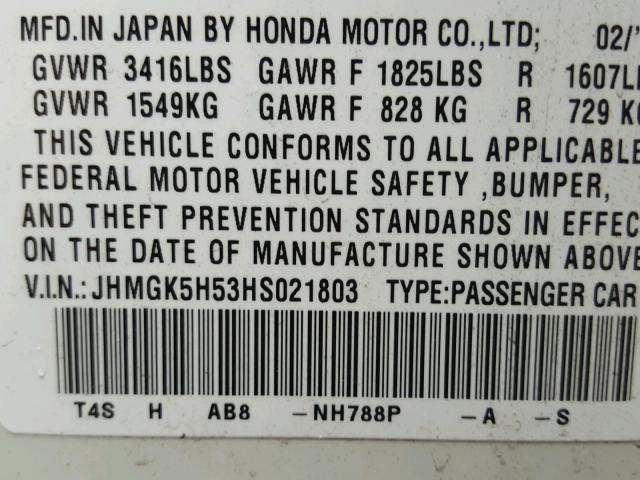 MFD.IN JAPAN BY HONDA MOTOR CO.,LTD; 02/
GVWR 3416LBS GAWR F 1825LBS R 1607L
GVWR 1549KG GAWR F 828 KG R 729 K
THIS VEHICLE CONFORMS TO ALL APPLICABLE
FEDERAL MOTOR VEHICLE SAFETY ,BUMPER,
AND THEFT PREVENTION STANDARDS IN EFFEC
ON THE DATE OF MANUFACTURE SHOWN ABOVE
V.I.N.:JHMGK5H53HS021803 TYPE:PASSENGER CAR
T4S H AB8 -NH788P -A -S